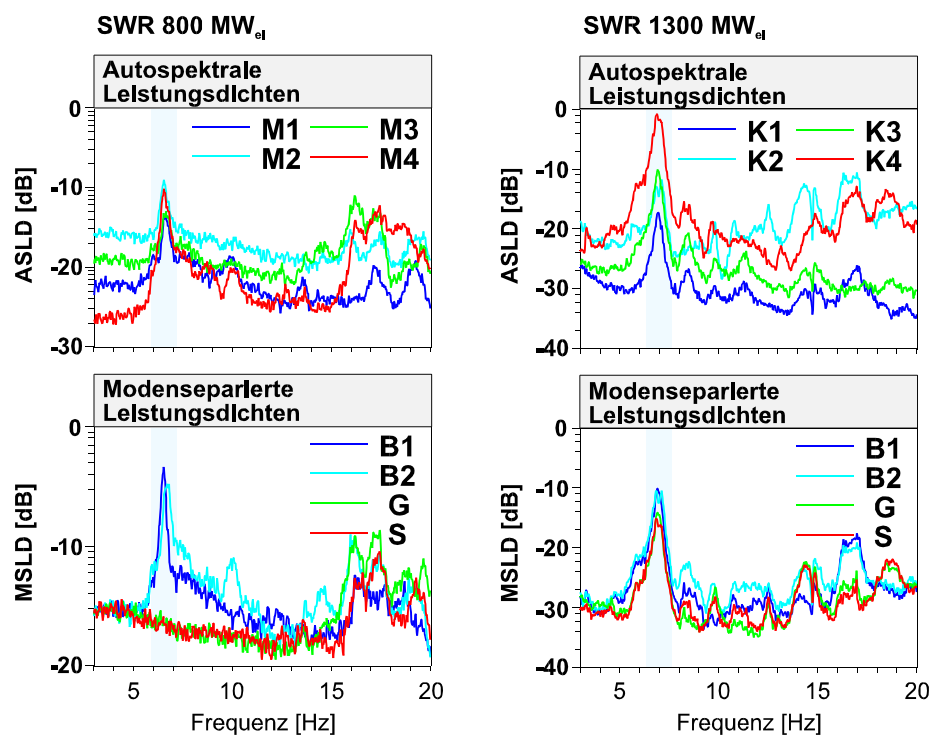 SWR 800 MWel
Autospektrale
Leistungsdichten
0
-10
-20
-30
ASLD [dB]
M1
M2
M3
M4
Modenseparierte
Leistungsdichten
0
-10
-20
MSLD [dB]
B1
B2
G
S
5
10
15
20
Frequenz [Hz]
SWR 1300 MWel
Autospektrale
Leistungsdichten
0
-10
-20
-30
-40
ASLD [dB]
K1
K2
K3
K4
Modenseparierte
Leistungsdichten
0
-10
-20
-30
-40
MSLD [dB]
B1
B2
G
S
5
10
15
20
Frequenz [Hz]